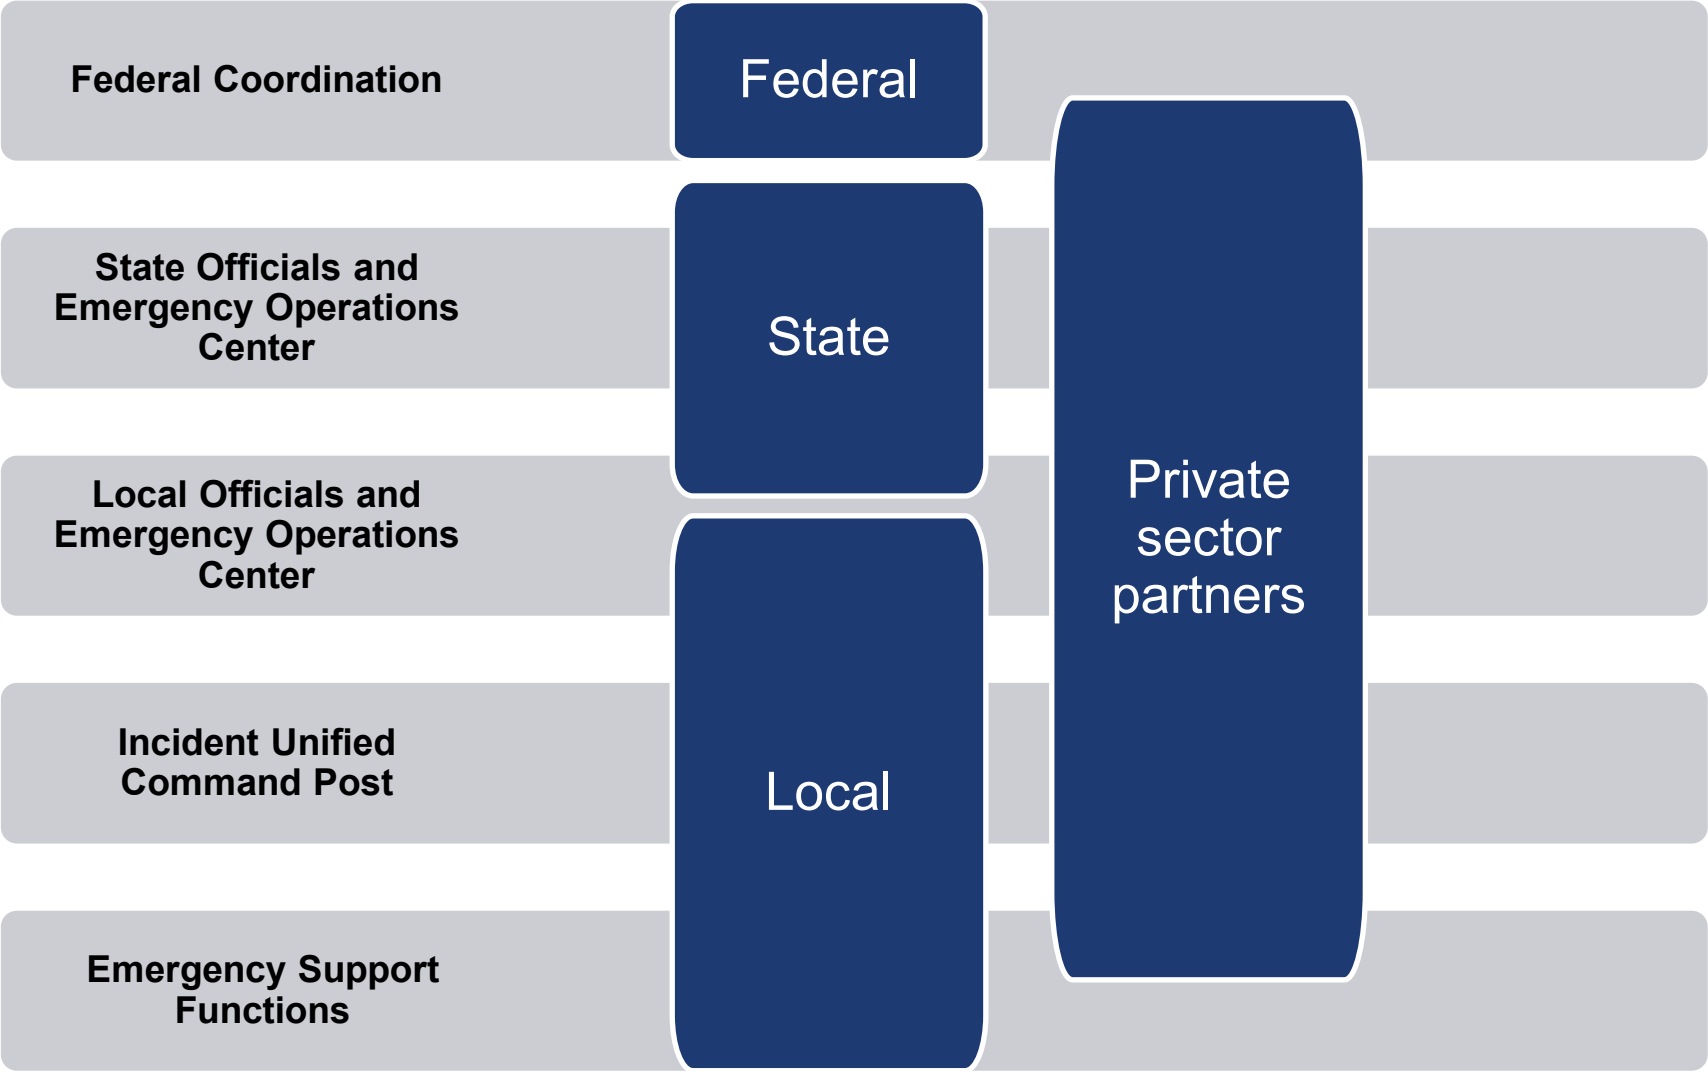 Federal Coordination
Federal
State Officials and
Emergency Operations
Center
State
Local Officials and
Emergency Operations
Center
Private
sector
partners
Incident Unified
Command Post
Local
Emergency Support
Functions